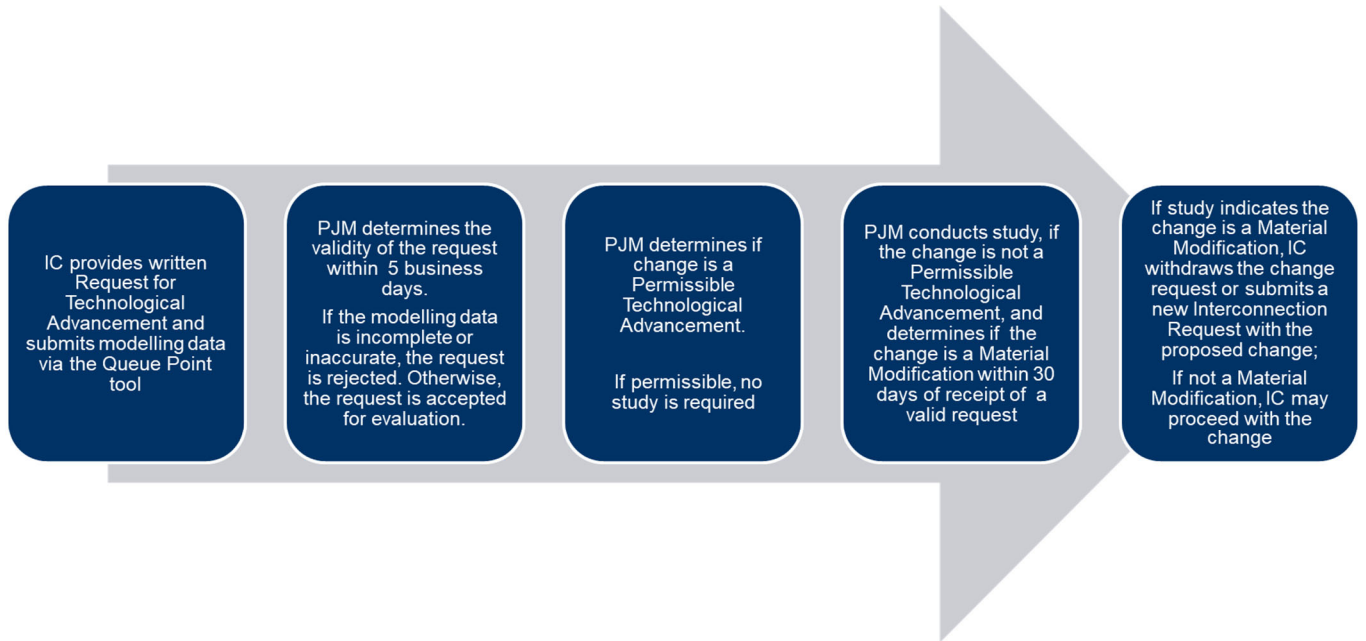 IC provides written
Request for
Technological
Advancement and
submits modelling data
via the Queue Point
tool
PJM determines the
validity of the request
within 5 business
days.
If the modelling data
is incomplete or
inaccurate, the request
is rejected. Otherwise,
the request is accepted
for evaluation.
PJM determines if
change is a
Permissible
Technological
Advancement.
If permissible, no
study is required
PJM conducts study, if
the change is not a
Permissible
Technological
Advancement, and
determines if the
change is a Material
Modification within 30
days of receipt of a
valid request
If study indicates the
change is a Material
Modification, IC
withdraws the change
request or submits a
new Interconnection
Request with the
proposed change;
If not a Material
Modification, IC may
proceed with the
change